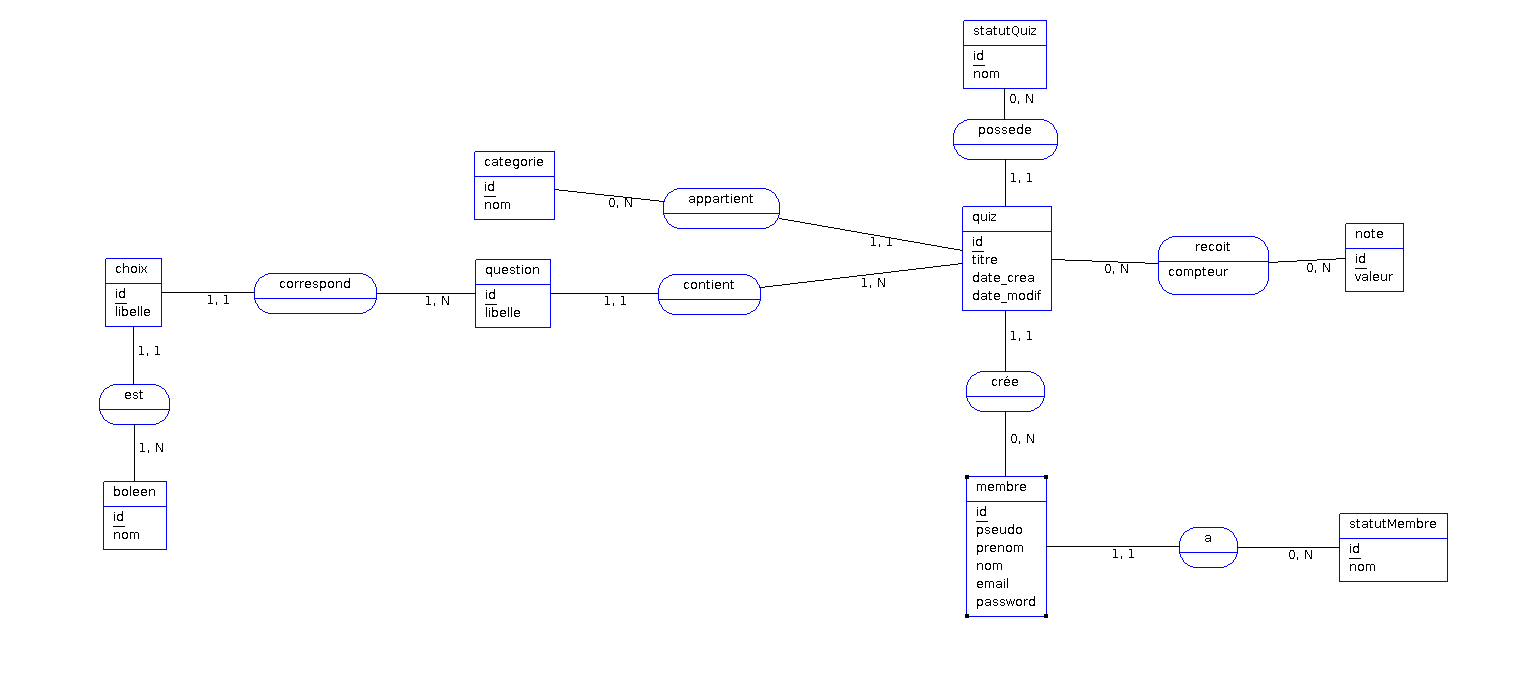 statutQuiz
id
nom
0, N
possede
1, 1
categorie
id
nom
0, N
appartient
1, 1
quiz
id
titre
date_crea
date_modif
0, N
recoit
compteur
0, N
note
id
valeur
choix
id
libelle
1, 1
correspond
1, N
question
id
libelle
1, 1
contient
1, N
1, 1
est
1, N
boleen
id
nom
1, 1
crée
0, N
membre
id
pseudo
prenom
nom
email
password
1, 1
a
0, N
statutMembre
id
nom